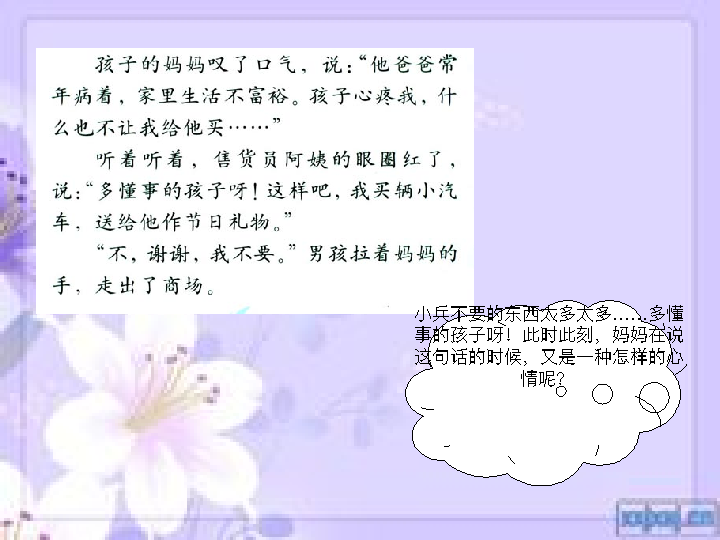 孩子的妈妈叹了口气，说：“他爸爸常
年病着，家里生活不富裕。孩子心疼我，什
么也不让我给他买……”
听着听着，售货员阿姨的眼圈红了，
说：“多懂事的孩子呀！这样吧，我买辆小汽
车，送给他作节日礼物。”
“不，谢谢，我不要。”男孩拉着妈妈的
手，走出了商场。
小兵不要的东西太多太多……多懂
事的孩子呀！此时此刻，妈妈在说
这句话的时候，又是一种怎样的心
情呢？